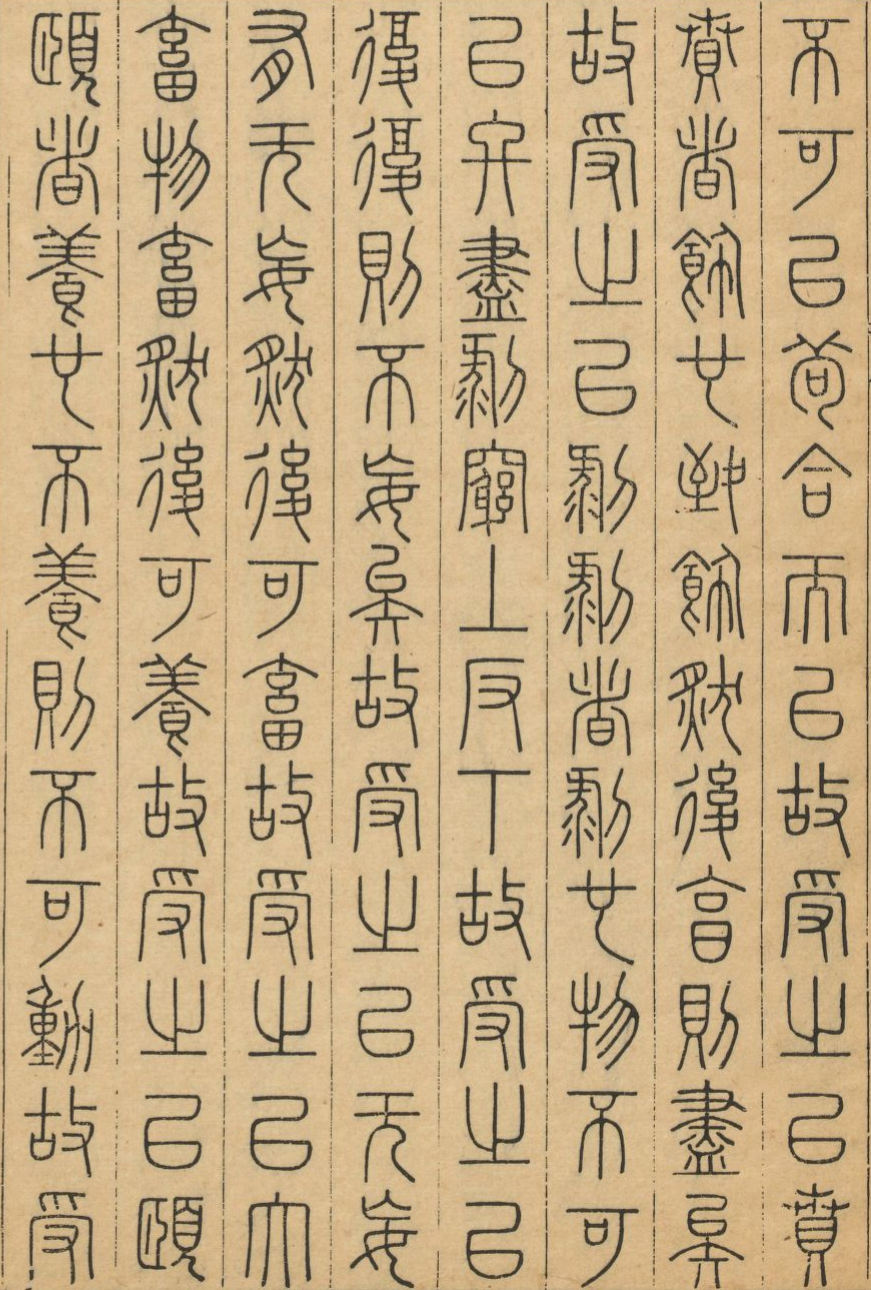 不可以苟合而已故受之以賁
賁者飾也致飾然後亨則盡矣
故受之以剝剝者剝也物不可
以終盡剝窮上反下故受之以
復復則不妄矣故受之以无妄
有无妄然後可畜故受之以大
畜物畜然後可養故受之以頤
頤者養也不養則不可動故受